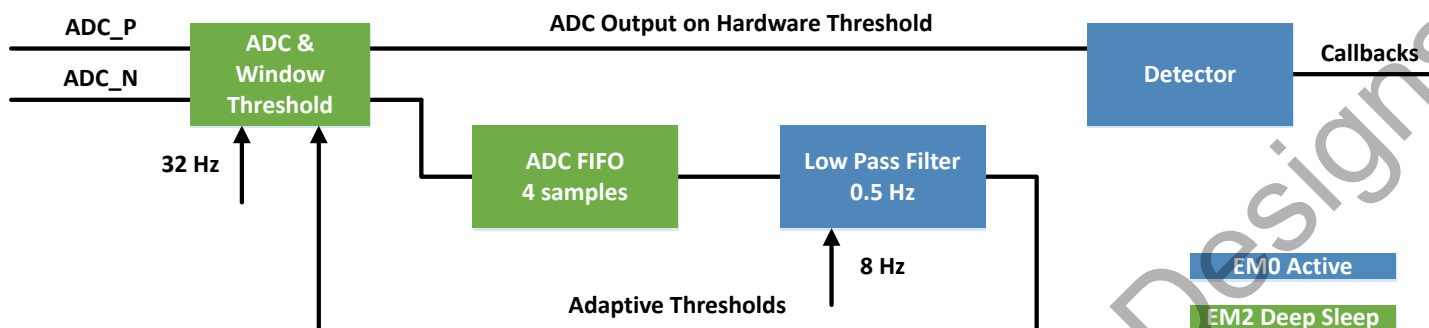 ADC_P
ADC Output on Hardware Threshold
ADC &
Window
Threshold
Callbacks
ADC_N
Detector
32 Hz
ADC FIFO
4 samples
Low Pass Filter
0.5 Hz
8 Hz
EM0 Active
Adaptive Thresholds
EM2 Deep Sleep
Designs